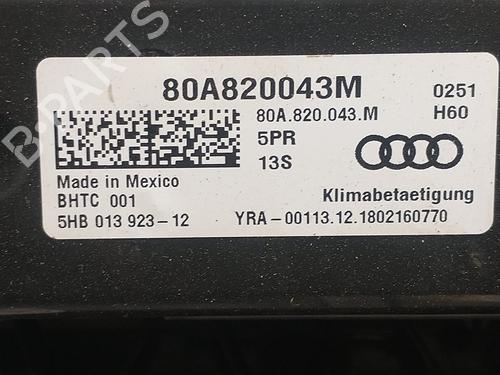 B-PARTS
80A820043M
0251
80A.820.043.M
H60
5PR
13S
Made in Mexico
BHTC 001
Klimabetaetigung
5HB 013 923-12
YRA-00113.12.1802160770